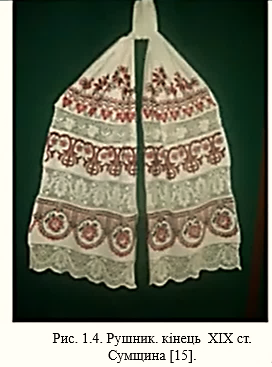 Рис. 1.4. Рушник. кінець XIX ст.
Сумщина [15].